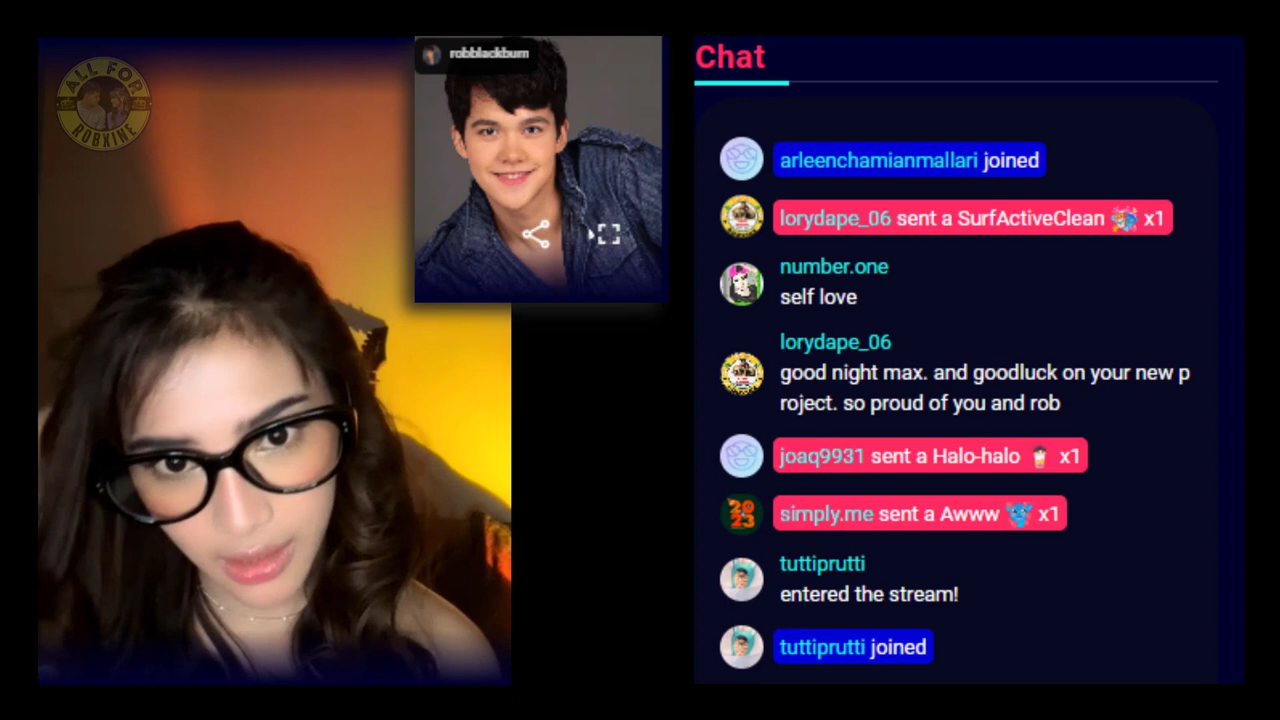 ALL FOR
ROBXINE
robblackburn
Chat
arleenchamianmallari joined
lorydape_06 sent a SurfActiveClean x1
number.one
self love
lorydape_06
good night max. and goodluck on your new p
roject. so proud of you and rob
joaq9931 sent a Halo-halo x1
2023
simply.me sent a Awww x1
tuttiprutti
entered the stream!
tuttiprutti joined